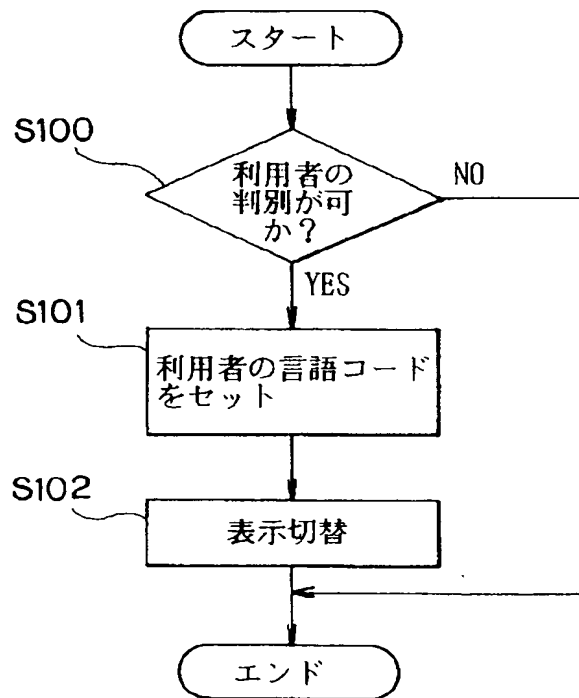 スタート
S100
利用者の
判別が可
か?
NO
YES
S101
利用者の言語コード
をセット
S102
表示切替
エンド